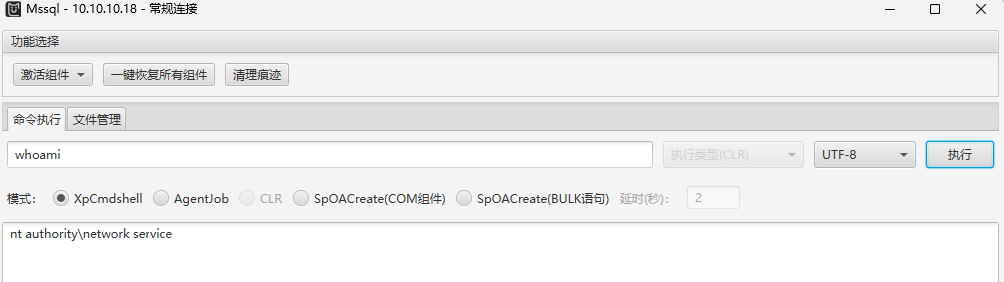 Mssql - 10.10.10.18 - 常规连接
功能选择
激活组件 一键恢复所有组件 清理痕迹
命令执行 文件管理
whoami 执行类型(CLR) UTF-8 执行
模式： XpCmdshell AgentJob CLR SpOACreate(COM组件) SpOACreate(BULK语句) 延时(秒)： 2
nt authority\network service